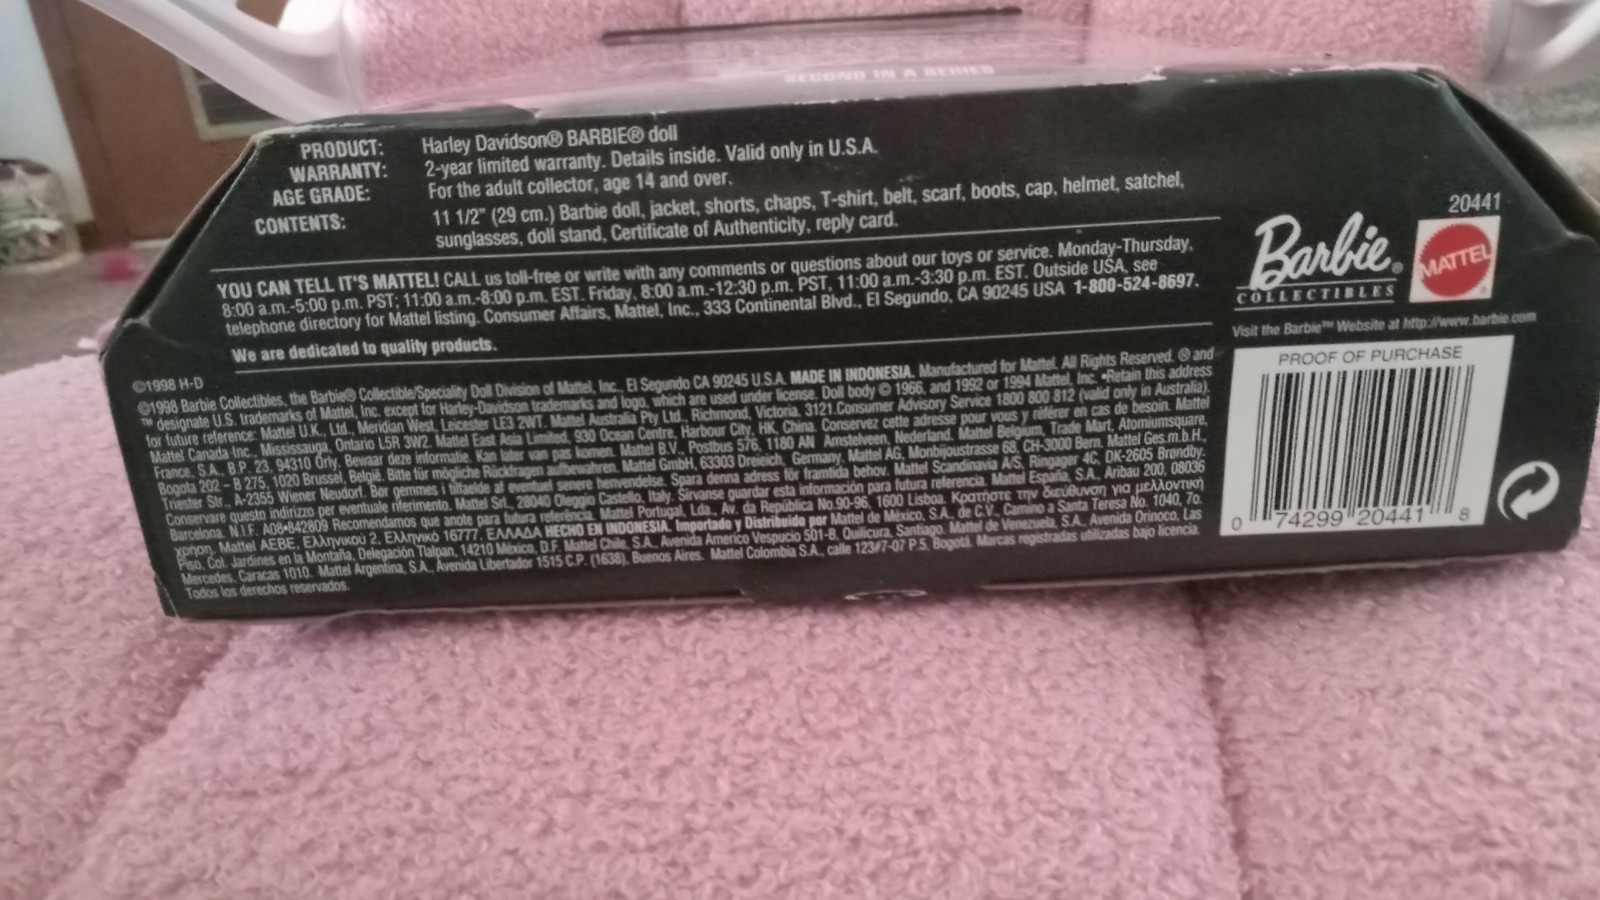 SECOND IN A SERIES
PRODUCT: Harley Davidson® BARBIE® doll
WARRANTY: 2-year limited warranty. Details inside. Valid only in U.S.A.
AGE GRADE: For the adult collector, age 14 and over.
CONTENTS: 11 1/2" (29 cm.) Barbie doll, jacket, shorts, chaps, T-shirt, belt, scarf, boots, cap, helmet, satchel,
sunglasses, doll stand, Certificate of Authenticity, reply card.
YOU CAN TELL IT'S MATTEL! CALL us toll-free or write with any comments or questions about our toys or service. Monday-Thursday,
8:00 a.m.-5:00 p.m. PST; 11:00 a.m.-8:00 p.m. EST. Friday, 8:00 a.m.-12:30 p.m. PST, 11:00 a.m.-3:30 p.m. EST. Outside USA, see
telephone directory for Mattel listing. Consumer Affairs, Mattel, Inc., 333 Continental Blvd., El Segundo, CA 90245 USA 1-800-524-8697.
We are dedicated to quality products.
©1998 H-D
©1998 Barbie Collectibles, the Barbie® Collectible/Speciality Doll Division of Mattel, Inc., El Segundo CA 90245 U.S.A. MADE IN INDONESIA. Manufactured for Mattel. All Rights Reserved. ® and
™ designate U.S. trademarks of Mattel, Inc. except for Harley-Davidson trademarks and logo, which are used under license. Doll body © 1966, and 1992 or 1994 Mattel, Inc. •Retain this address
for future reference: Mattel U.K., Ltd., Meridian West, Leicester LE3 2WT. Mattel Australia Pty Ltd., Richmond, Victoria. 3121.Consumer Advisory Service 1800 800 812 (valid only in Australia).
Mattel Canada Inc., Mississauga, Ontario L5R 3W2. Mattel East Asia Limited, 930 Ocean Centre, Harbour City, HK, China. Conservez cette adresse pour vous y référer en cas de besoin. Mattel
France, S.A., B.P. 23, 94310 Orly. Bewaar deze informatie. Kan later van pas komen. Mattel B.V., Postbus 576, 1180 AN Amstelveen, Nederland. Mattel Belgium, Trade Mart, Atomiumsquare,
Bogota 202 - B 275, 1020 Brussel, België. Bitte für mögliche Rückfragen aufbewahren. Mattel GmbH, 63303 Dreieich, Germany. Mattel AG, Monbijoustrasse 68, CH-3000 Bern. Mattel Ges.m.b.H.,
Triester Str., A-2355 Wiener Neudorf. Bør gemmes i tilfælde af eventuel senere henvendelse. Spara denna adress för framtida behov. Mattel Scandinavia A/S, Ringager 4C, DK-2605 Brøndby.
Conservare questo indirizzo per eventuale riferimento. Mattel Srl., 28040 Oleggio Castello, Italy. Sirvanse guardar esta información para futura referencia. Mattel España, S.A., Aribau 200, 08036
Barcelona. N.I.F. A08•842809 Recomendamos que anote para futura referência. Mattel Portugal, Lda., Av. da República No.90-96, 1600 Lisboa. Κρατήστε την διεύθυνση για μελλοντική
χρήση. Mattel AEBE, Ελληνικού 2, Ελληνικό 16777. ΕΛΛΑΔΑ HECHO EN INDONESIA. Importado y Distribuido por Mattel de México, S.A., de C.V., Camino a Santa Teresa No. 1040, 7o.
Piso, Col. Jardines en la Montaña, Delegación Tlalpan, 14210 México, D.F. Mattel Chile, S.A., Avenida Americo Vespucio 501-B, Quilicura, Santiago. Mattel de Venezuela, S.A., Avenida Orinoco, Las
Mercedes, Caracas 1010. Mattel Argentina, S.A., Avenida Libertador 1515 C.P. (1638), Buenos Aires. Mattel Colombia S.A., calle 123#7-07 P.5, Bogotá. Marcas registradas utilizadas bajo licencia.
Todos los derechos reservados.
20441
Barbie®
COLLECTIBLES
MATTEL®
Visit the Barbie™ Website at http://www.barbie.com
PROOF OF PURCHASE
0 74299 20441 8